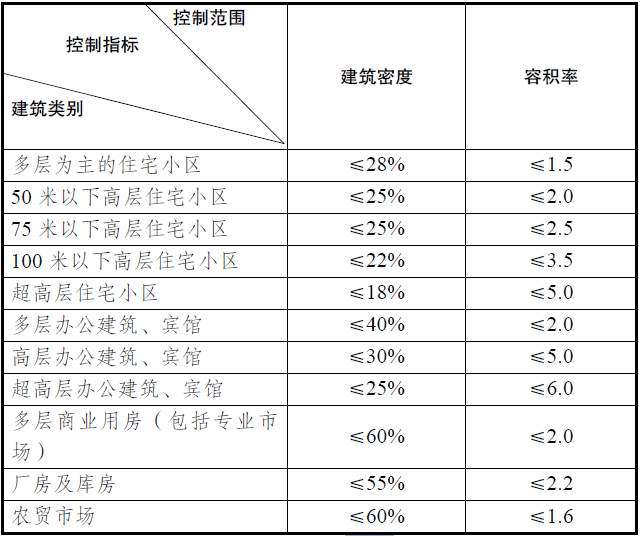 控制范围
控制指标
建筑类别
建筑密度
容积率
多层为主的住宅小区 ≤28% ≤1.5
50 米以下高层住宅小区 ≤25% ≤2.0
75 米以下高层住宅小区 ≤25% ≤2.5
100 米以下高层住宅小区 ≤22% ≤3.5
超高层住宅小区 ≤18% ≤5.0
多层办公建筑、宾馆 ≤40% ≤2.0
高层办公建筑、宾馆 ≤30% ≤5.0
超高层办公建筑、宾馆 ≤25% ≤6.0
多层商业用房（包括专业市
场） ≤60% ≤2.0
厂房及库房 ≤55% ≤2.2
农贸市场 ≤60% ≤1.6